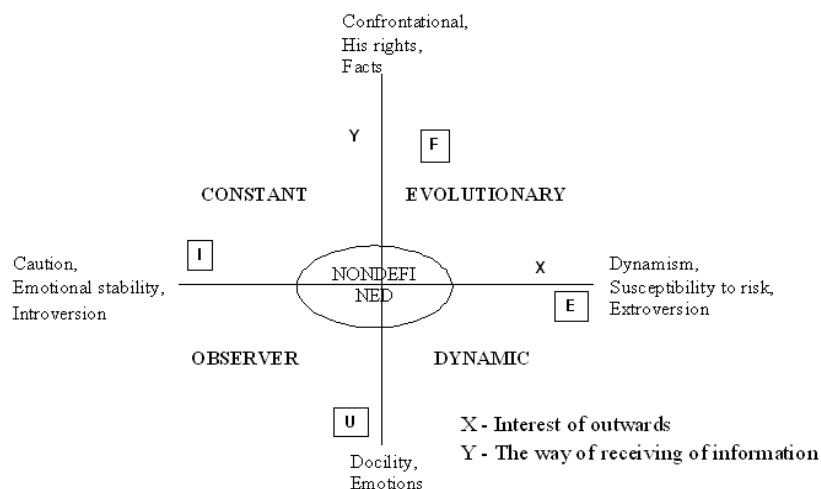 Confrontational,
His rights,
Facts
Y
F
CONSTANT
EVOLUTIONARY
I
Caution,
Emotional stability,
Introversion
NONDEFI
NED
X
Dynamism,
Susceptibility to risk,
Extroversion
E
OBSERVER
DYNAMIC
U
X - Interest of outwards
Y - The way of receiving of information
Docility,
Emotions